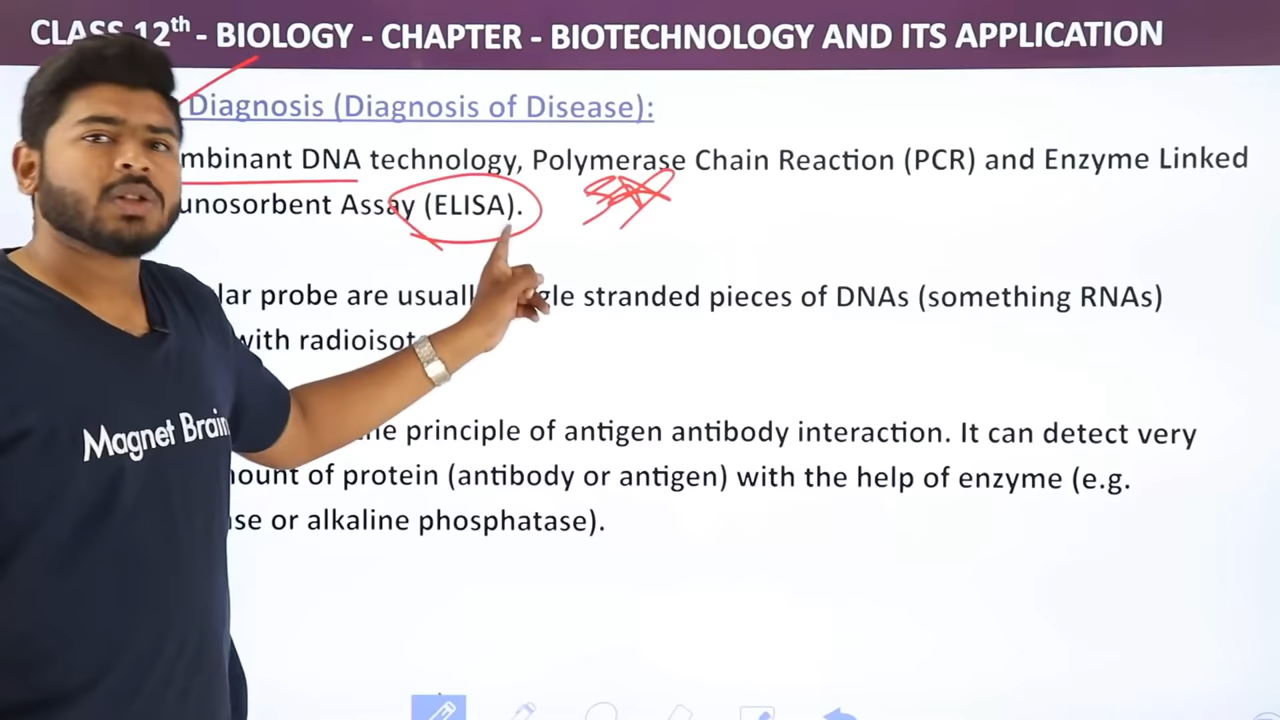 CLASS 12th - BIOLOGY - CHAPTER - BIOTECHNOLOGY AND ITS APPLICATION
Diagnosis (Diagnosis of Disease):
mbinant DNA technology, Polymerase Chain Reaction (PCR) and Enzyme Linked
unosorbent Assay (ELISA).
lar probe are usuall gle stranded pieces of DNAs (something RNAs)
with radioisot
he principle of antigen antibody interaction. It can detect very
ount of protein (antibody or antigen) with the help of enzyme (e.g.
se or alkaline phosphatase).
Magnet Brain